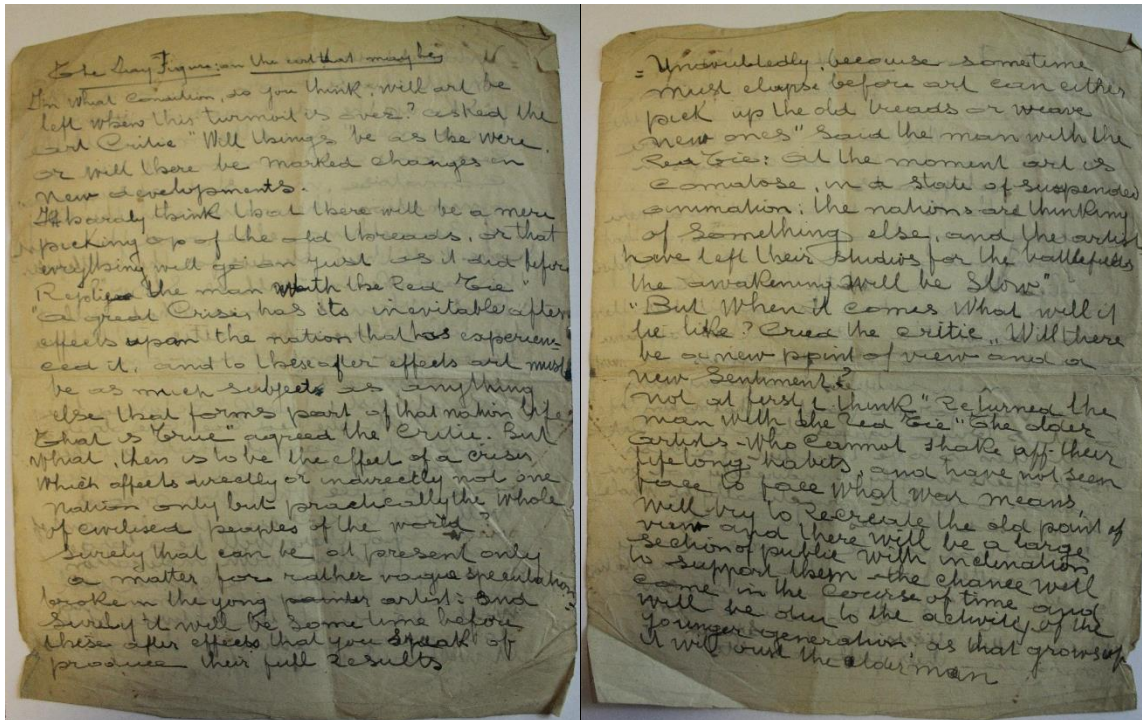 The Lay Figure: on the art that may be
In what condition, do you think, will art be
left when this turmoil is over? asked the
art Critic "Will things be as the were,
or will there be marked changes in
new developments.
I hardly think that there will be a mere
picking up of the old threads, or that
everything will go on just as it did before
Replied the man with the Red Tie"
"a great Crisis has its inevitable after
effects upon the nation that has experien-
ced it, and to these after effects art must
be as much subject as anything
else that forms part of that nation life
that is true" agreed the Critic. But
what, then is to be the effect of a crisis
which affects directly or indirectly not one
nation only but practically the whole
of civilised peoples of the world?
Surely that can be at present only
a matter for rather vague speculation
broke in the yong painter artist: and
surely it will be some time before
these after effects that you speak of
produce their full results
= Undoubtedly, because sometime
must elapse before art can either
pick up the old treads or weave
new ones" said the man with the
Red Tie: at the moment art is
comatose, in a state of suspended
animation: the nations are thinking
of something else, and the artist
have left their studios for the battlefields
the awakening will be slow."
"But when it comes what will it
be like? Cried the critic, "Will there
be a new point of view and a
new sentiment?
not at first I think" Returned the
man with the Red Tie" the older
artists who cannot shake off their
life long habits, and have not seen
face to face what war means,
will try to recreate the old point of
view and there will be a large
section of public with inclination
to support them the chance will
come in the course of time and
will be due to the activity of the
younger generation, as that grows up
it will oust the elder man